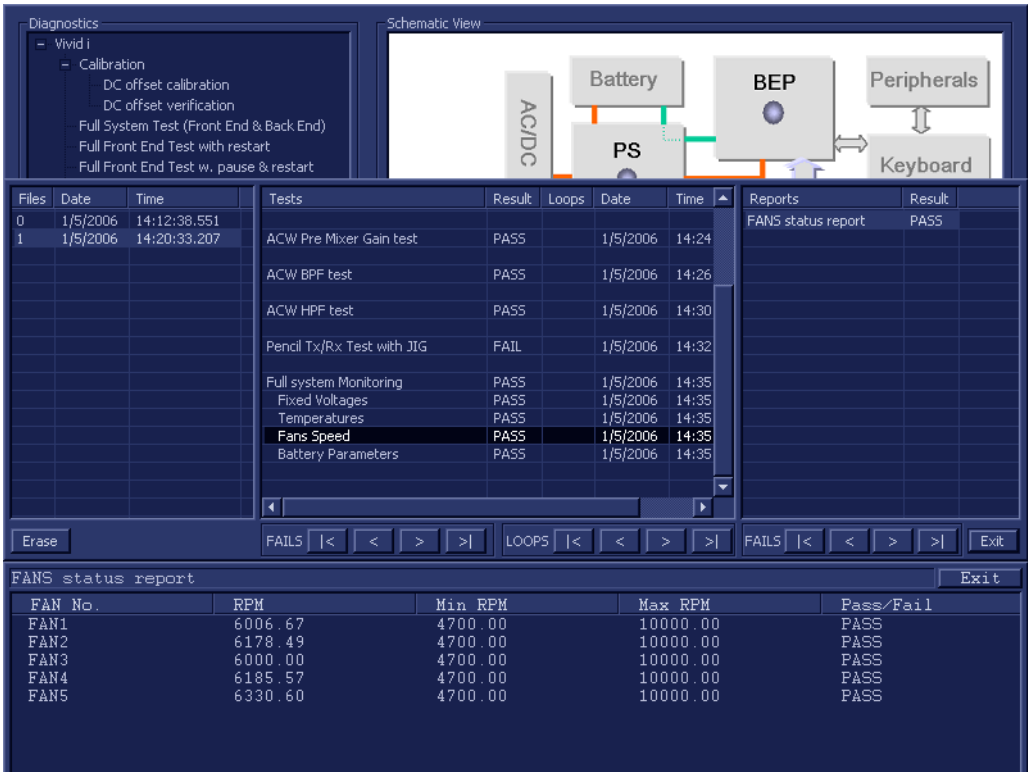 Diagnostics
Vivid i
Calibration
DC offset calibration
DC offset verification
Full System Test (Front End & Back End)
Full Front End Test with restart
Full Front End Test w. pause & restart
Schematic View
AC/DC
Battery
PS
BEP
Peripherals
Keyboard
Files Date Time
0 1/5/2006 14:12:38.551
1 1/5/2006 14:20:33.207
Tests Result Loops Date Time
ACW Pre Mixer Gain test PASS 1/5/2006 14:24
ACW BPF test PASS 1/5/2006 14:26
ACW HPF test PASS 1/5/2006 14:30
Pencil Tx/Rx Test with JIG FAIL 1/5/2006 14:32
Full system Monitoring PASS 1/5/2006 14:35
Fixed Voltages PASS 1/5/2006 14:35
Temperatures PASS 1/5/2006 14:35
Fans Speed PASS 1/5/2006 14:35
Battery Parameters PASS 1/5/2006 14:35
Reports Result
FANS status report PASS
Erase
FAILS |< < > >|
LOOPS |< < > >|
FAILS |< < > >|
Exit
FANS status report Exit
FAN No. RPM Min RPM Max RPM Pass/Fail
FAN1 6006.67 4700.00 10000.00 PASS
FAN2 6178.49 4700.00 10000.00 PASS
FAN3 6000.00 4700.00 10000.00 PASS
FAN4 6185.57 4700.00 10000.00 PASS
FAN5 6330.60 4700.00 10000.00 PASS